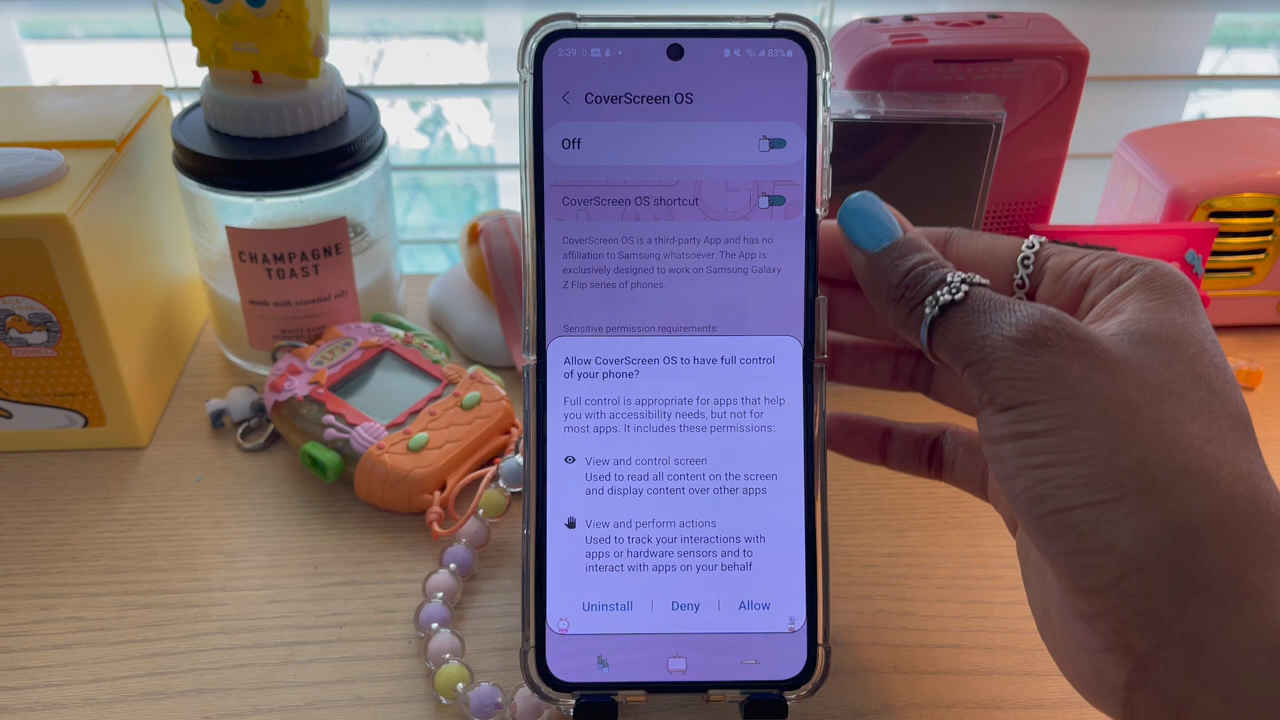 2:39
83%
CoverScreen OS
Off
CoverScreen OS shortcut
CoverScreen OS is a third-party App and has no
affiliation to Samsung whatsoever. The App is
exclusively designed to work on Samsung Galaxy
Z Flip series of phones.
Sensitive permission requirements:
Allow CoverScreen OS to have full control
of your phone?
Full control is appropriate for apps that help
you with accessibility needs, but not for
most apps. It includes these permissions:
View and control screen
Used to read all content on the screen
and display content over other apps
View and perform actions
Used to track your interactions with
apps or hardware sensors and to
interact with apps on your behalf
Uninstall | Deny | Allow
CHAMPAGNE
TOAST
made with essential oils